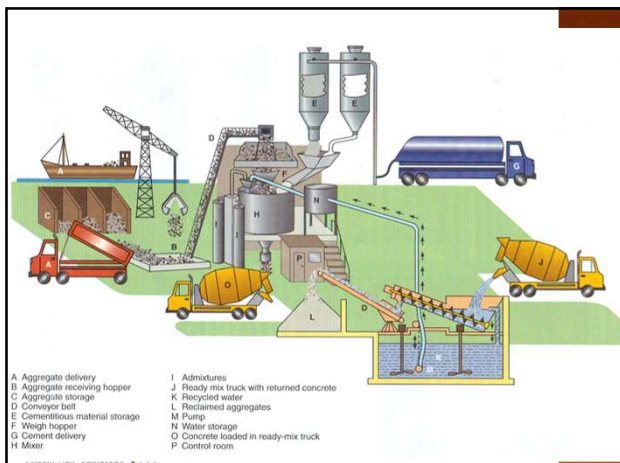 E
E
D
A
F
G
N
C
H
I
I
B
A
P
J
O
D
L
K
M
A Aggregate delivery
B Aggregate receiving hopper
C Aggregate storage
D Conveyor belt
E Cementitious material storage
F Weigh hopper
G Cement delivery
H Mixer
I Admixtures
J Ready mix truck with returned concrete
K Recycled water
L Reclaimed aggregates
M Pump
N Water storage
O Concrete loaded in ready-mix truck
P Control room